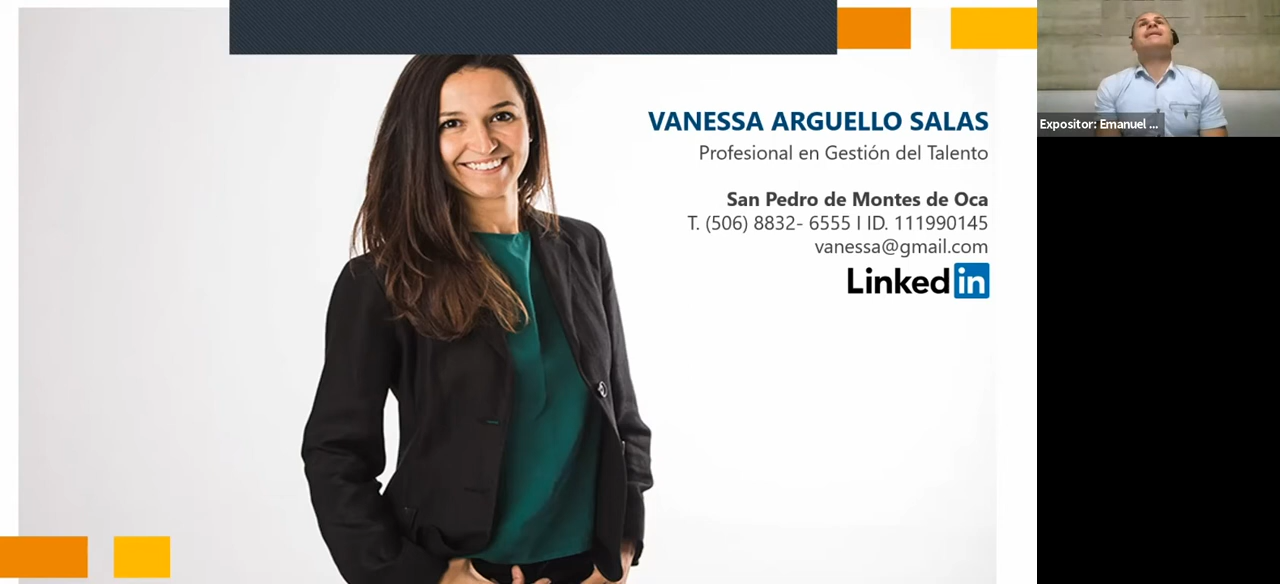 VANESSA ARGUELLO SALAS
Profesional en Gestión del Talento
San Pedro de Montes de Oca
T. (506) 8832- 6555 I ID. 111990145
vanessa@gmail.com
Linkedin
Expositor: Emanuel ...